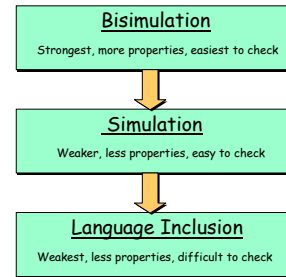 Bisimulation
Strongest, more properties, easiest to check
Simulation
Weaker, less properties, easy to check
Language Inclusion
Weakest, less properties, difficult to check